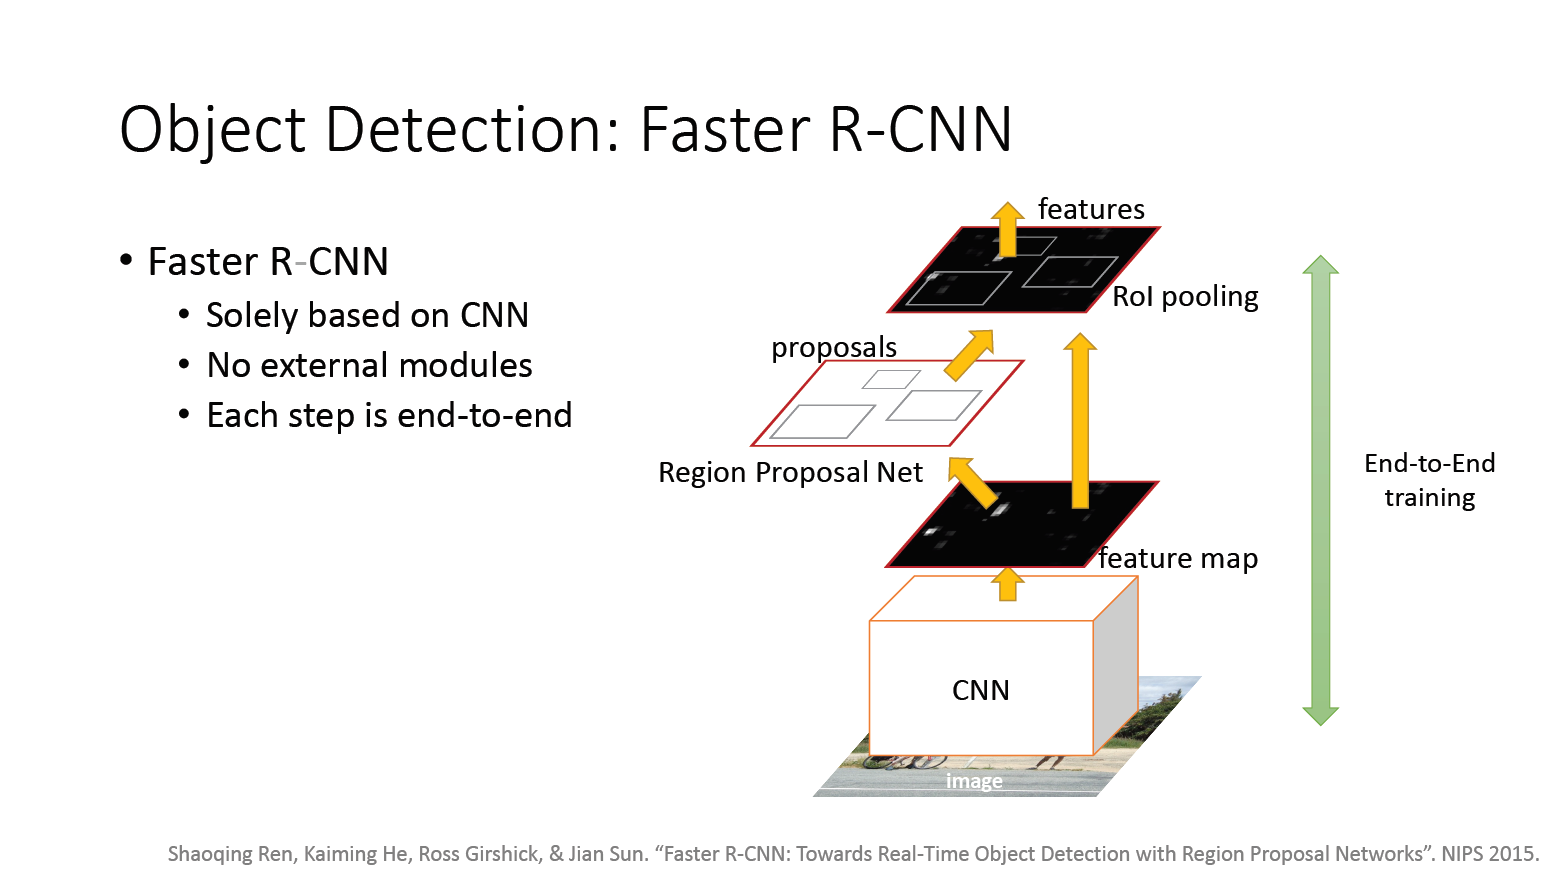 Object Detection: Faster R-CNN
• Faster R-CNN
• Solely based on CNN
• No external modules
• Each step is end-to-end
features
RoI pooling
proposals
Region Proposal Net
feature map
CNN
image
End-to-End
training
Shaoqing Ren, Kaiming He, Ross Girshick, & Jian Sun. “Faster R-CNN: Towards Real-Time Object Detection with Region Proposal Networks”. NIPS 2015.